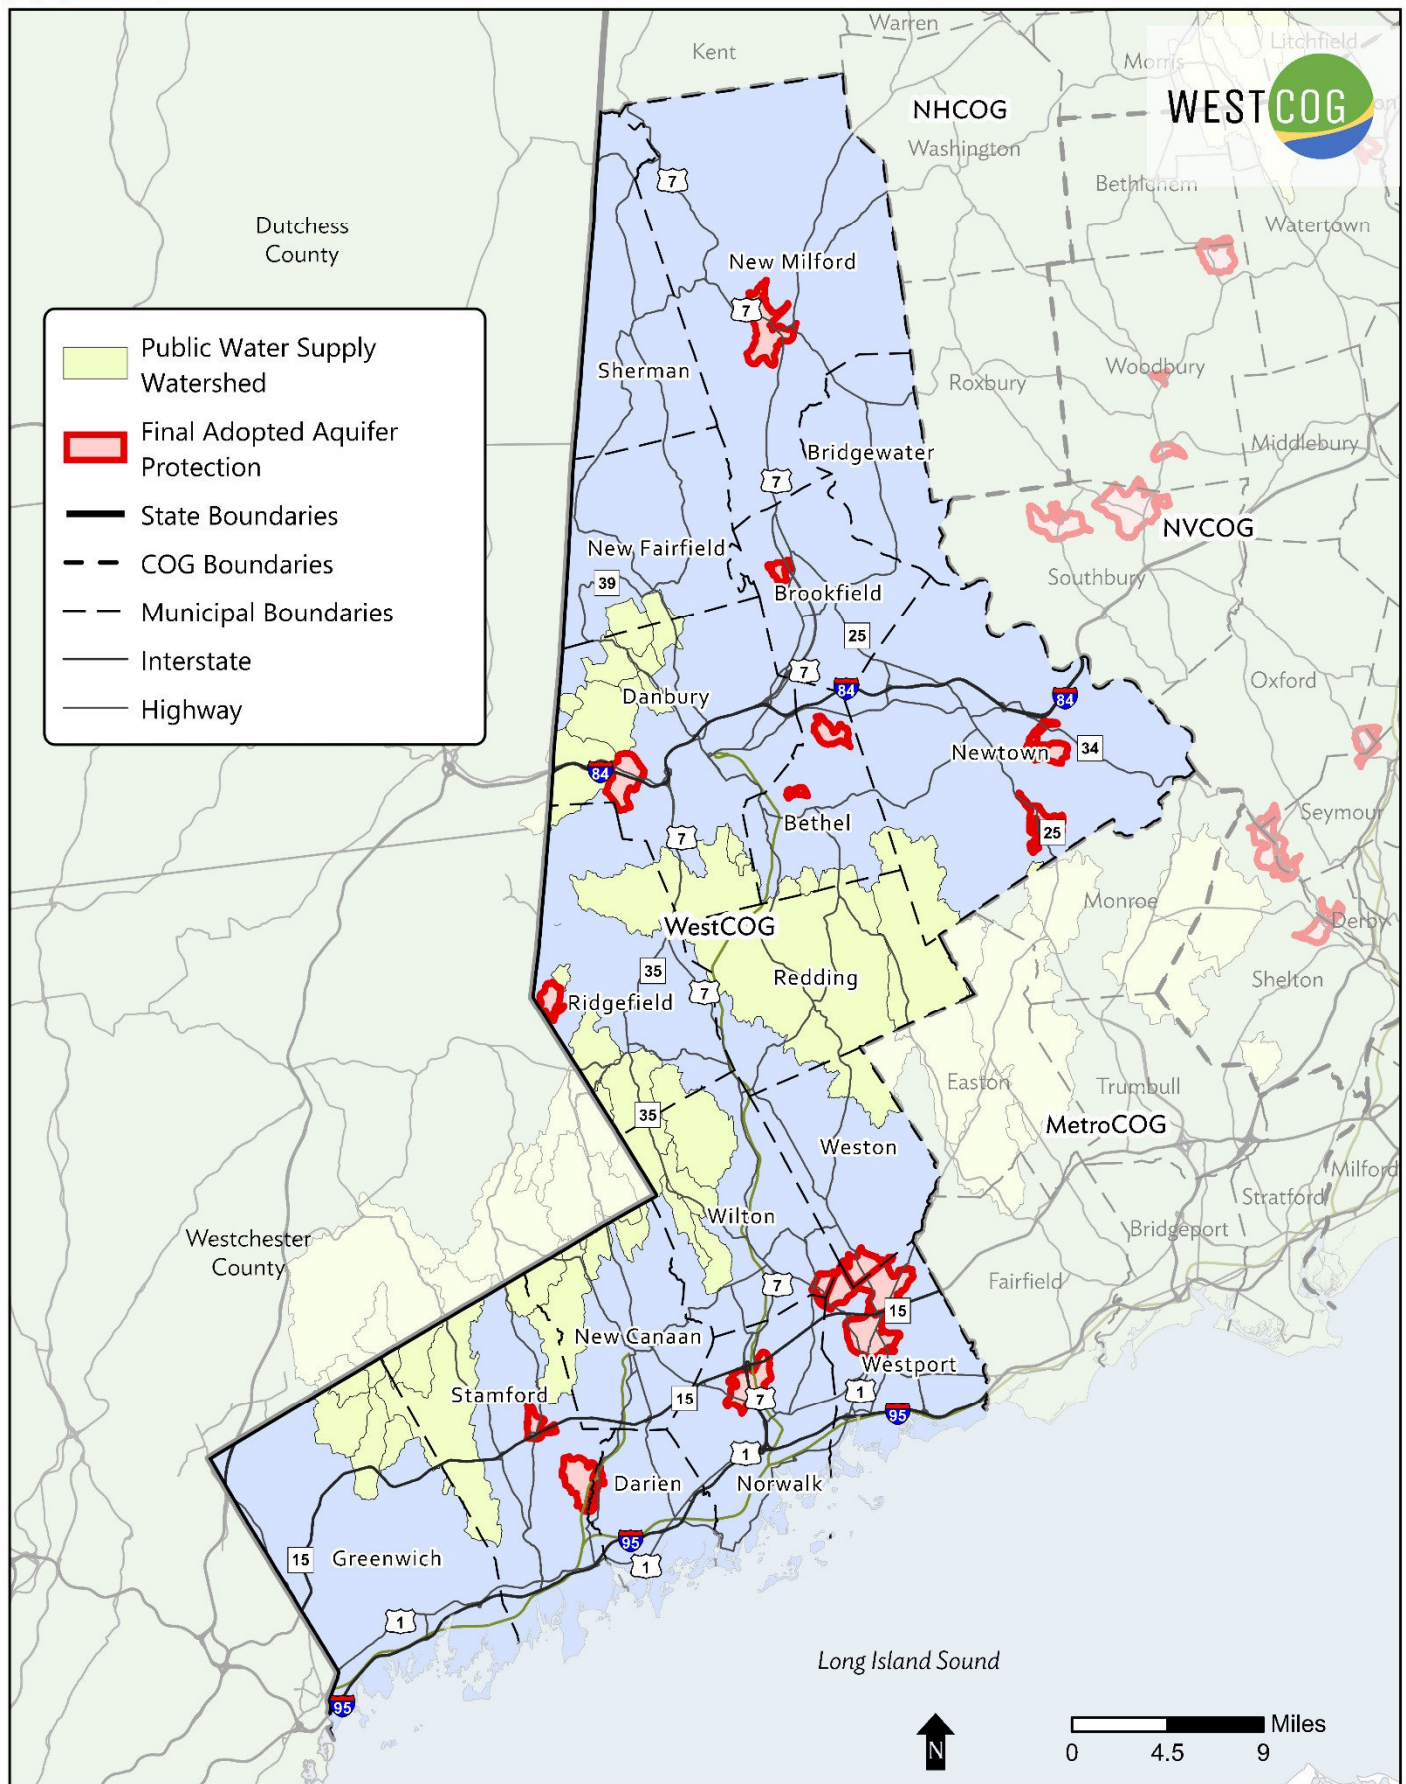 Warren
Kent
Litchfield
Morris
WESTCOG
NHCOG
Washington
Bethlehem
Watertown
Dutchess
County
7
New Milford
7
Public Water Supply
Watershed
Final Adopted Aquifer
Protection
State Boundaries
COG Boundaries
Municipal Boundaries
Interstate
Highway
Sherman
Woodbury
Roxbury
Middlebury
Bridgewater
7
NVCOG
New Fairfield
Southbury
39
Brookfield
25
7
84
84
Oxford
Danbury
Newtown
34
84
Seymour
Bethel
25
7
Monroe
Derby
WestCOG
35
Redding
Shelton
7
Ridgefield
Easton
Trumbull
35
MetroCOG
Weston
Milford
Stratford
Wilton
Bridgeport
Westchester
County
7
Fairfield
15
New Canaan
Westport
Stamford
15
7
1
95
1
Darien
Norwalk
95
1
15
Greenwich
1
Long Island Sound
95
N
Miles
0 4.5 9